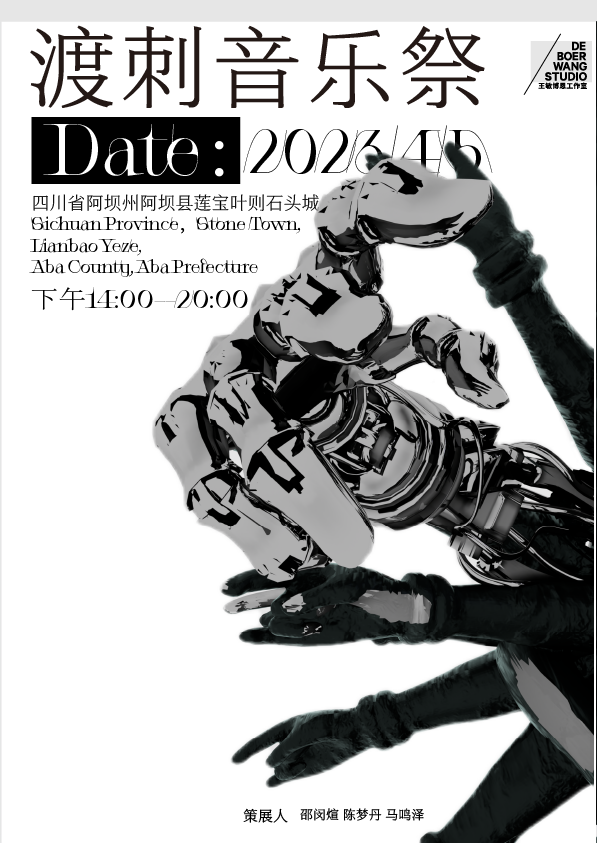 渡刺音乐祭
DE
BOER
WANG
STUDIO
王敏博恩工作室
Date: 2023/4/5
四川省阿坝州阿坝县莲宝叶则石头城
Sichuan Province, Stone Town,
Lianbao Yeze,
Aba County, Aba Prefecture
下午14:00—20:00
策展人 邵闵煊 陈梦丹 马鸣泽